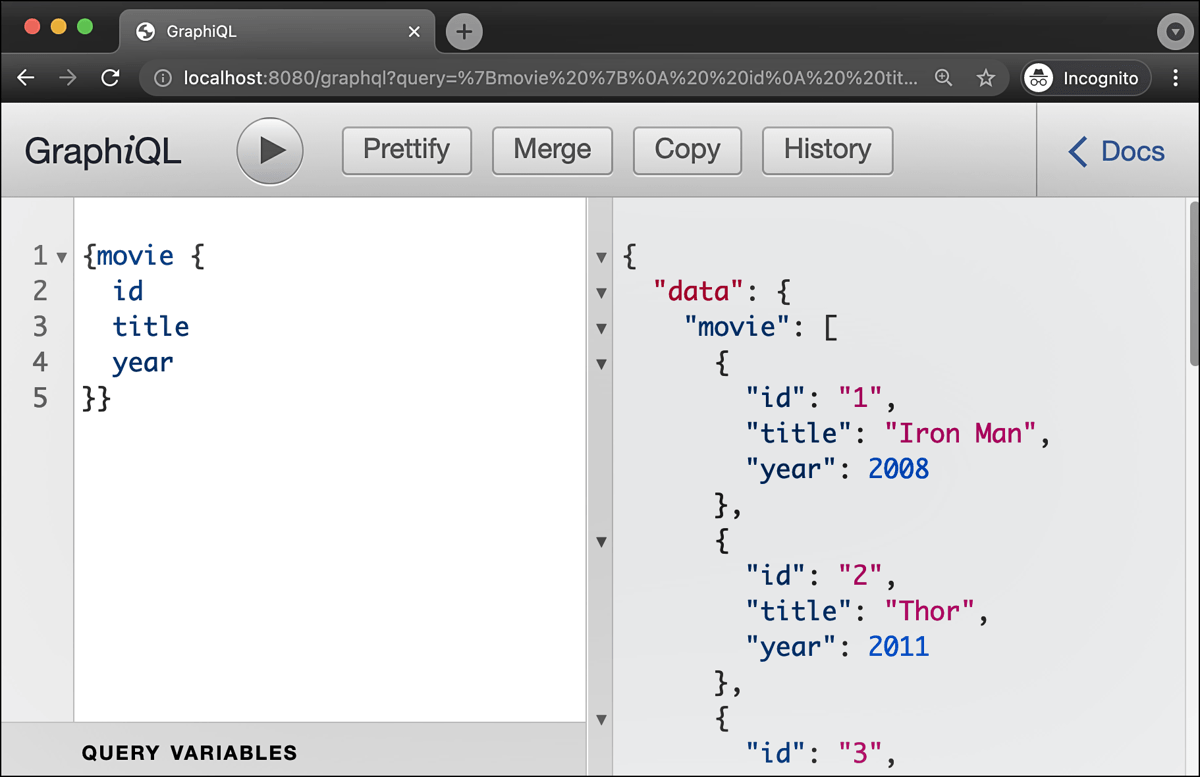 GraphiQL
localhost:8080/graphql?query=%7Bmovie%20%7B%0A%20%20id%0A%20%20tit...
Incognito
GraphiQL
Prettify
Merge
Copy
History
Docs
1 {movie {
2 id
3 title
4 year
5 }}
QUERY VARIABLES
{
"data": {
"movie": [
{
"id": "1",
"title": "Iron Man",
"year": 2008
},
{
"id": "2",
"title": "Thor",
"year": 2011
},
{
"id": "3",